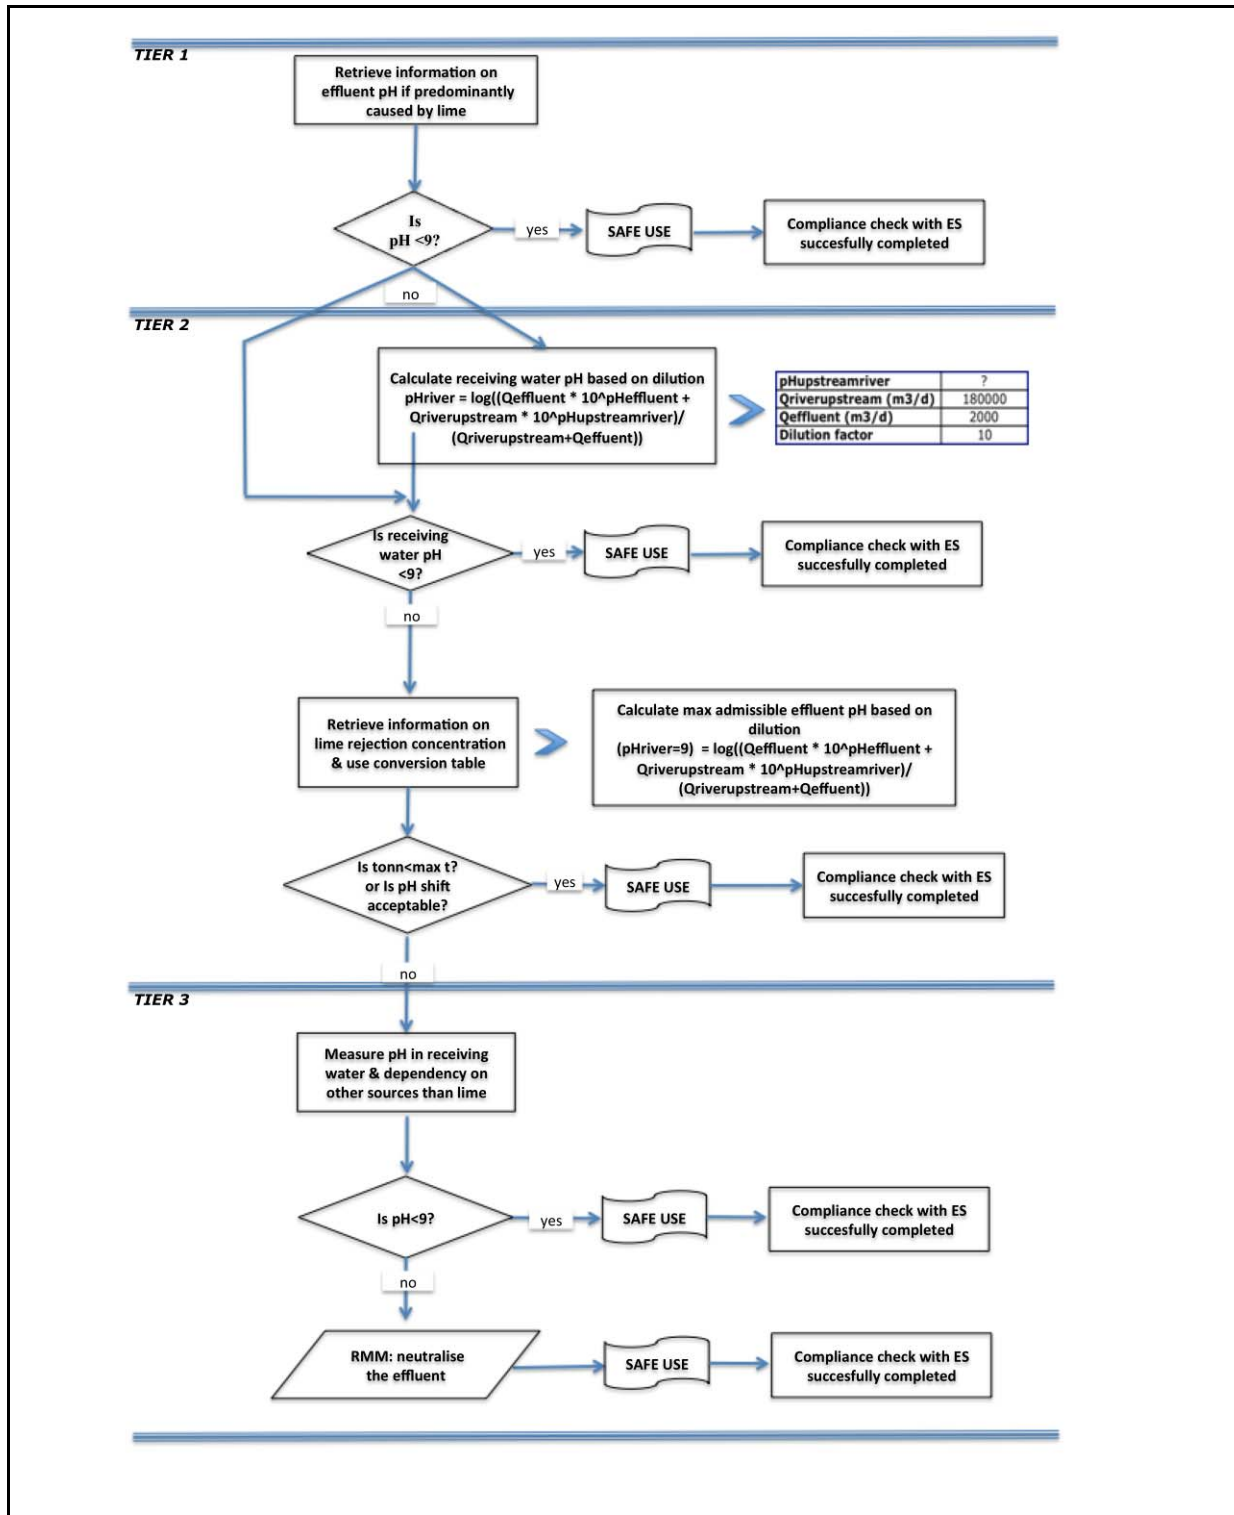 TIER 1
Retrieve information on
effluent pH if predominantly
caused by lime
Is
pH <9?
yes
SAFE USE
Compliance check with ES
succesfully completed
no
TIER 2
Calculate receiving water pH based on dilution
pHriver = log((Qeffluent * 10^pHeffluent +
Qriverupstream * 10^pHupstreamriver)/
(Qriverupstream+Qeffuent))
pHupstreamriver ?
Qriverupstream (m3/d) 180000
Qeffluent (m3/d) 2000
Dilution factor 10
Is receiving
water pH
<9?
yes
SAFE USE
Compliance check with ES
succesfully completed
no
Retrieve information on
lime rejection concentration
& use conversion table
Calculate max admissible effluent pH based on
dilution
(pHriver=9) = log((Qeffluent * 10^pHeffluent +
Qriverupstream * 10^pHupstreamriver)/
(Qriverupstream+Qeffuent))
Is tonn<max t?
or Is pH shift
acceptable?
yes
SAFE USE
Compliance check with ES
succesfully completed
no
TIER 3
Measure pH in receiving
water & dependency on
other sources than lime
Is pH<9?
yes
SAFE USE
Compliance check with ES
succesfully completed
no
RMM: neutralise
the effluent
SAFE USE
Compliance check with ES
succesfully completed